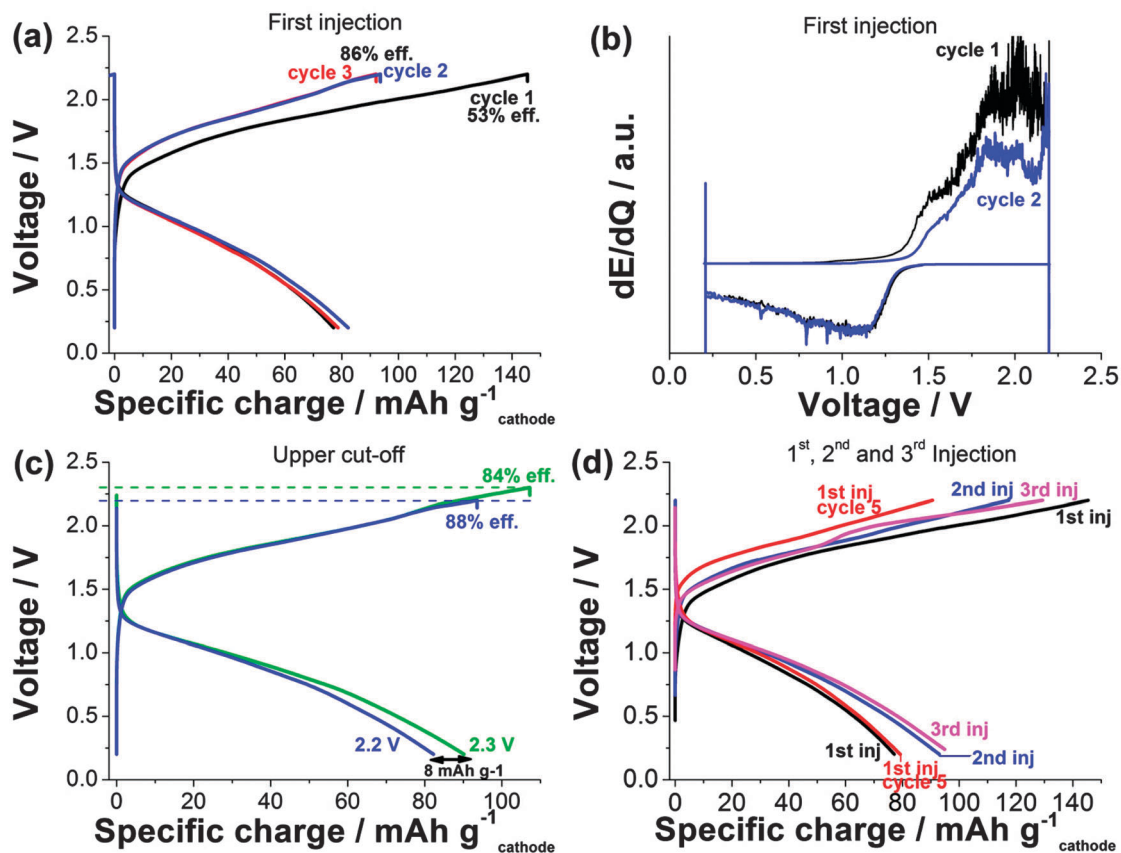 (a)
First injection
2.5
2.0
1.5
1.0
0.5
0.0
Voltage / V
86% eff.
cycle 3
cycle 2
cycle 1
53% eff.
0 20 40 60 80 100 120 140
Specific charge / mAh g-1 cathode
(b)
First injection
cycle 1
cycle 2
dE/dQ / a.u.
0.0 0.5 1.0 1.5 2.0 2.5
Voltage / V
(c)
Upper cut-off
2.5
2.0
1.5
1.0
0.5
0.0
Voltage / V
84% eff.
88% eff.
2.2 V
2.3 V
8 mAh g-1
0 20 40 60 80 100
Specific charge / mAh g-1 cathode
(d)
1st, 2nd and 3rd Injection
2.5
2.0
1.5
1.0
0.5
0.0
Voltage / V
1st inj
cycle 5
2nd inj
3rd inj
1st inj
3rd inj
1st inj
2nd inj
1st inj
cycle 5
0 20 40 60 80 100 120 140
Specific charge / mAh g-1 cathode